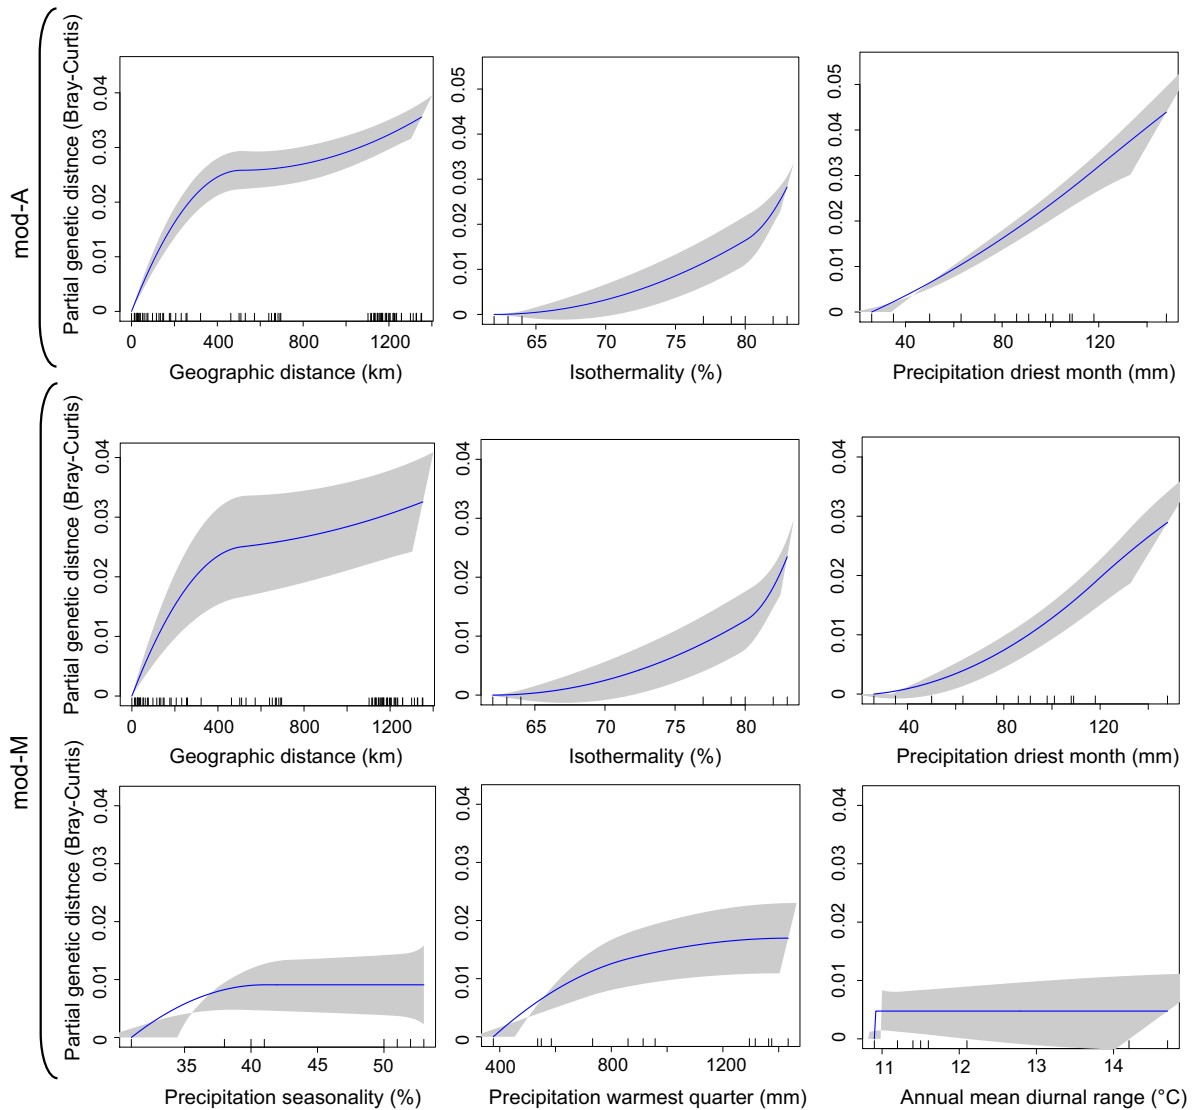 mod-A
Partial genetic distnce (Bray-Curtis)
0 0.01 0.02 0.03 0.04
0 400 800 1200
Geographic distance (km)
0 0.01 0.02 0.03 0.04 0.05
65 70 75 80
Isothermality (%)
0 0.01 0.02 0.03 0.04 0.05
40 80 120
Precipitation driest month (mm)
mod-M
Partial genetic distnce (Bray-Curtis)
0 0.01 0.02 0.03 0.04
0 400 800 1200
Geographic distance (km)
0 0.01 0.02 0.03 0.04
65 70 75 80
Isothermality (%)
0 0.01 0.02 0.03 0.04
40 80 120
Precipitation driest month (mm)
Partial genetic distnce (Bray-Curtis)
0 0.01 0.02 0.03 0.04
35 40 45 50
Precipitation seasonality (%)
0 0.01 0.02 0.03 0.04
400 800 1200
Precipitation warmest quarter (mm)
0 0.01 0.02 0.03 0.04
11 12 13 14
Annual mean diurnal range (°C)